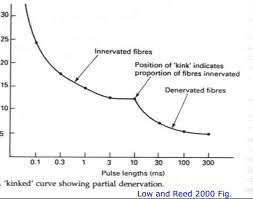 30
25
20
15
10
5
Innervated fibres
Position of 'kink' indicates
proportion of fibres innervated
Denervated fibres
0.1 0.3 1 3 10 30 100 300
Pulse lengths (ms)
'kinked' curve showing partial denervation.
Low and Reed 2000 Fig.